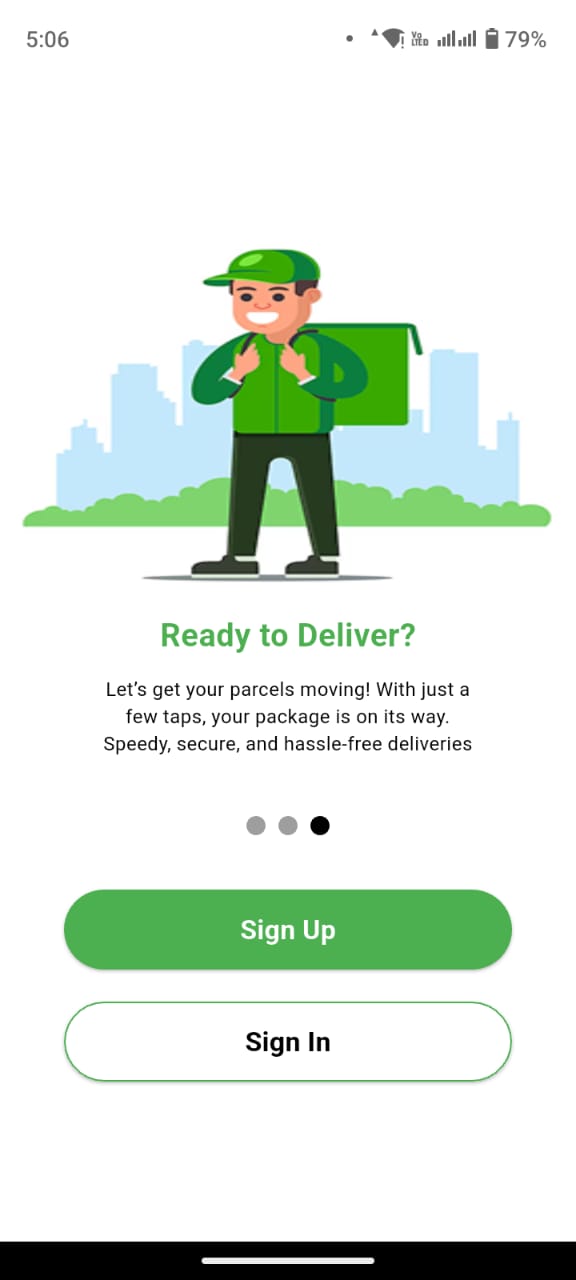 5:06
Vo
LTED
79%
Ready to Deliver?
Let’s get your parcels moving! With just a
few taps, your package is on its way.
Speedy, secure, and hassle-free deliveries
Sign Up
Sign In